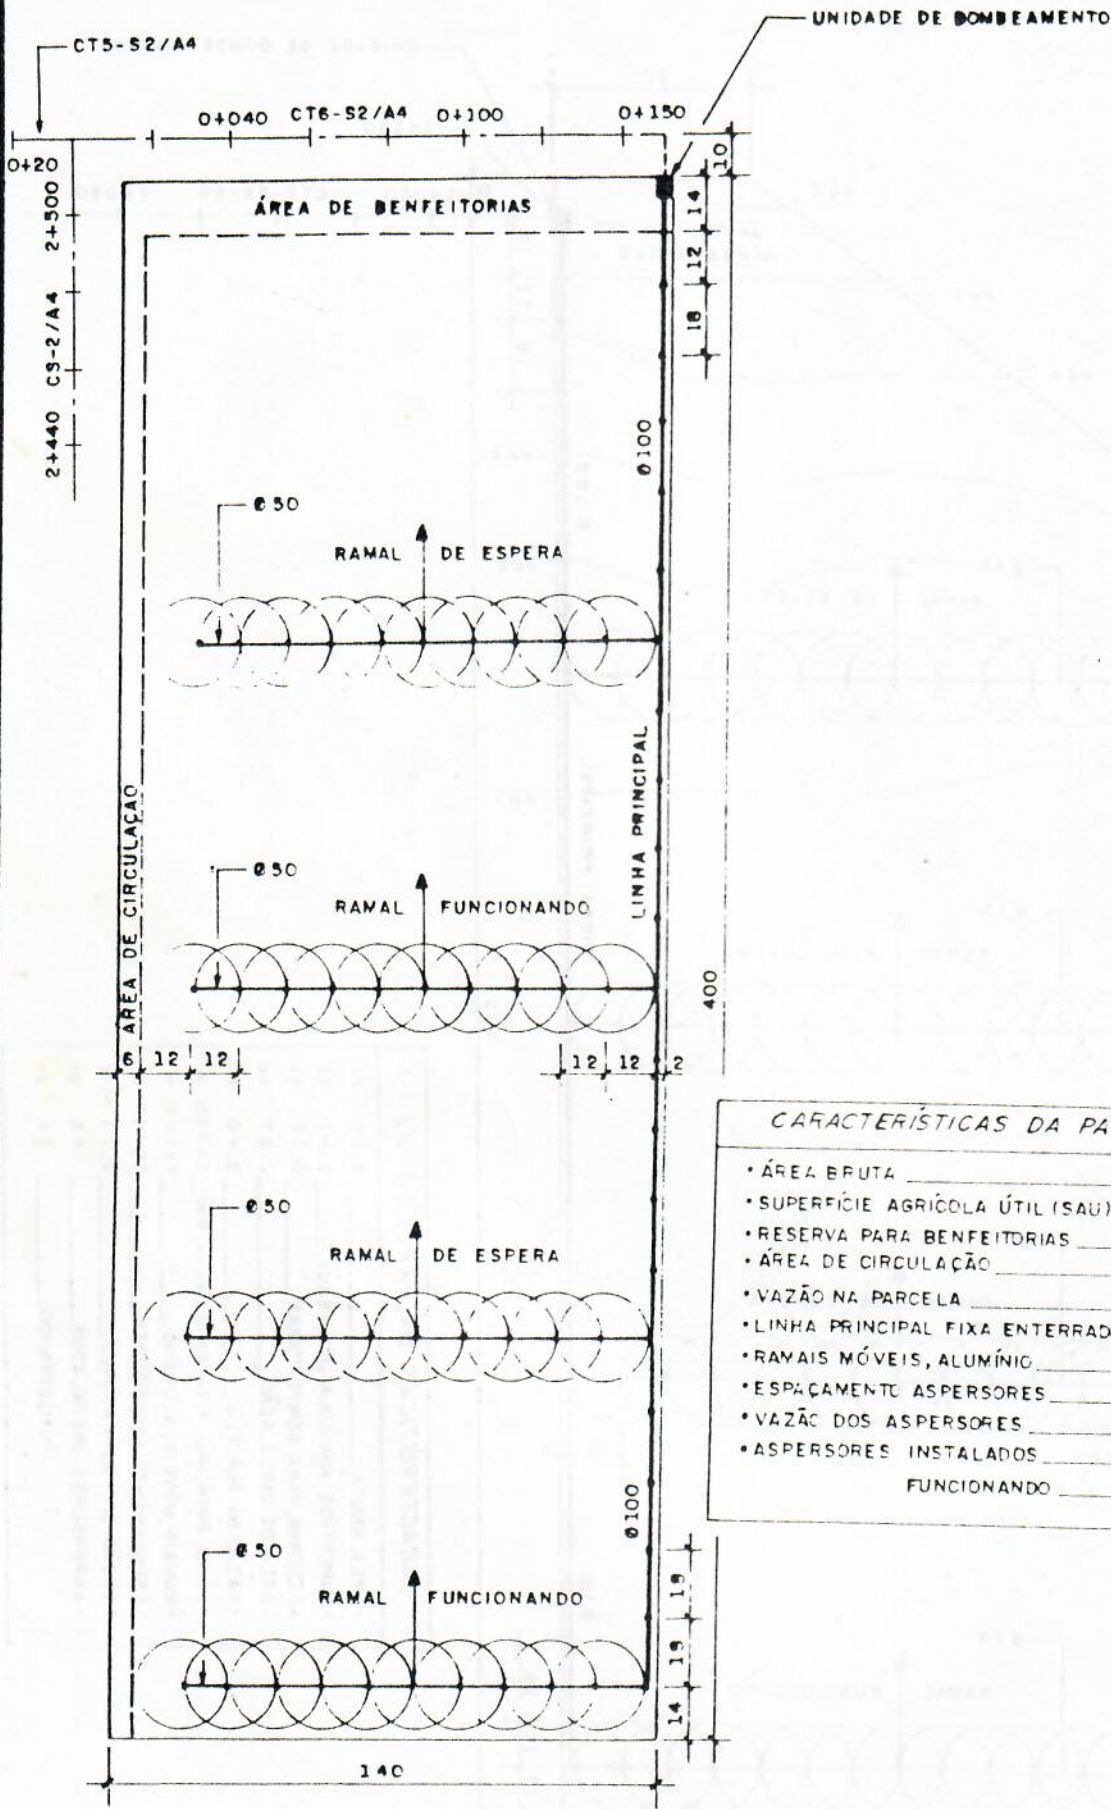 UNIDADE DE BOMBEAMENTO
CT5-S2/A4
0+20
0+040
CT6-S2/A4
0+100
0+150
10
2+500
CS-2/A4
2+440
ÁREA DE BENFEITORIAS
14
12
18
Ø100
Ø50
RAMAL DE ESPERA
LINHA PRINCIPAL
ÁREA DE CIRCULAÇÃO
Ø50
RAMAL FUNCIONANDO
400
6
12
12
12
12
2
Ø50
RAMAL DE ESPERA
CARACTERÍSTICAS DA PA
• ÁREA BRUTA
• SUPERFÍCIE AGRÍCOLA ÚTIL (SAU)
• RESERVA PARA BENFEITORIAS
• ÁREA DE CIRCULAÇÃO
• VAZÃO NA PARCELA
• LINHA PRINCIPAL FIXA ENTERRAD
• RAMAIS MÓVEIS, ALUMÍNIO
• ESPAÇAMENTO ASPERSORES
• VAZÃO DOS ASPERSORES
• ASPERSORES INSTALADOS
FUNCIONANDO
Ø100
Ø50
RAMAL FUNCIONANDO
18
18
14
140